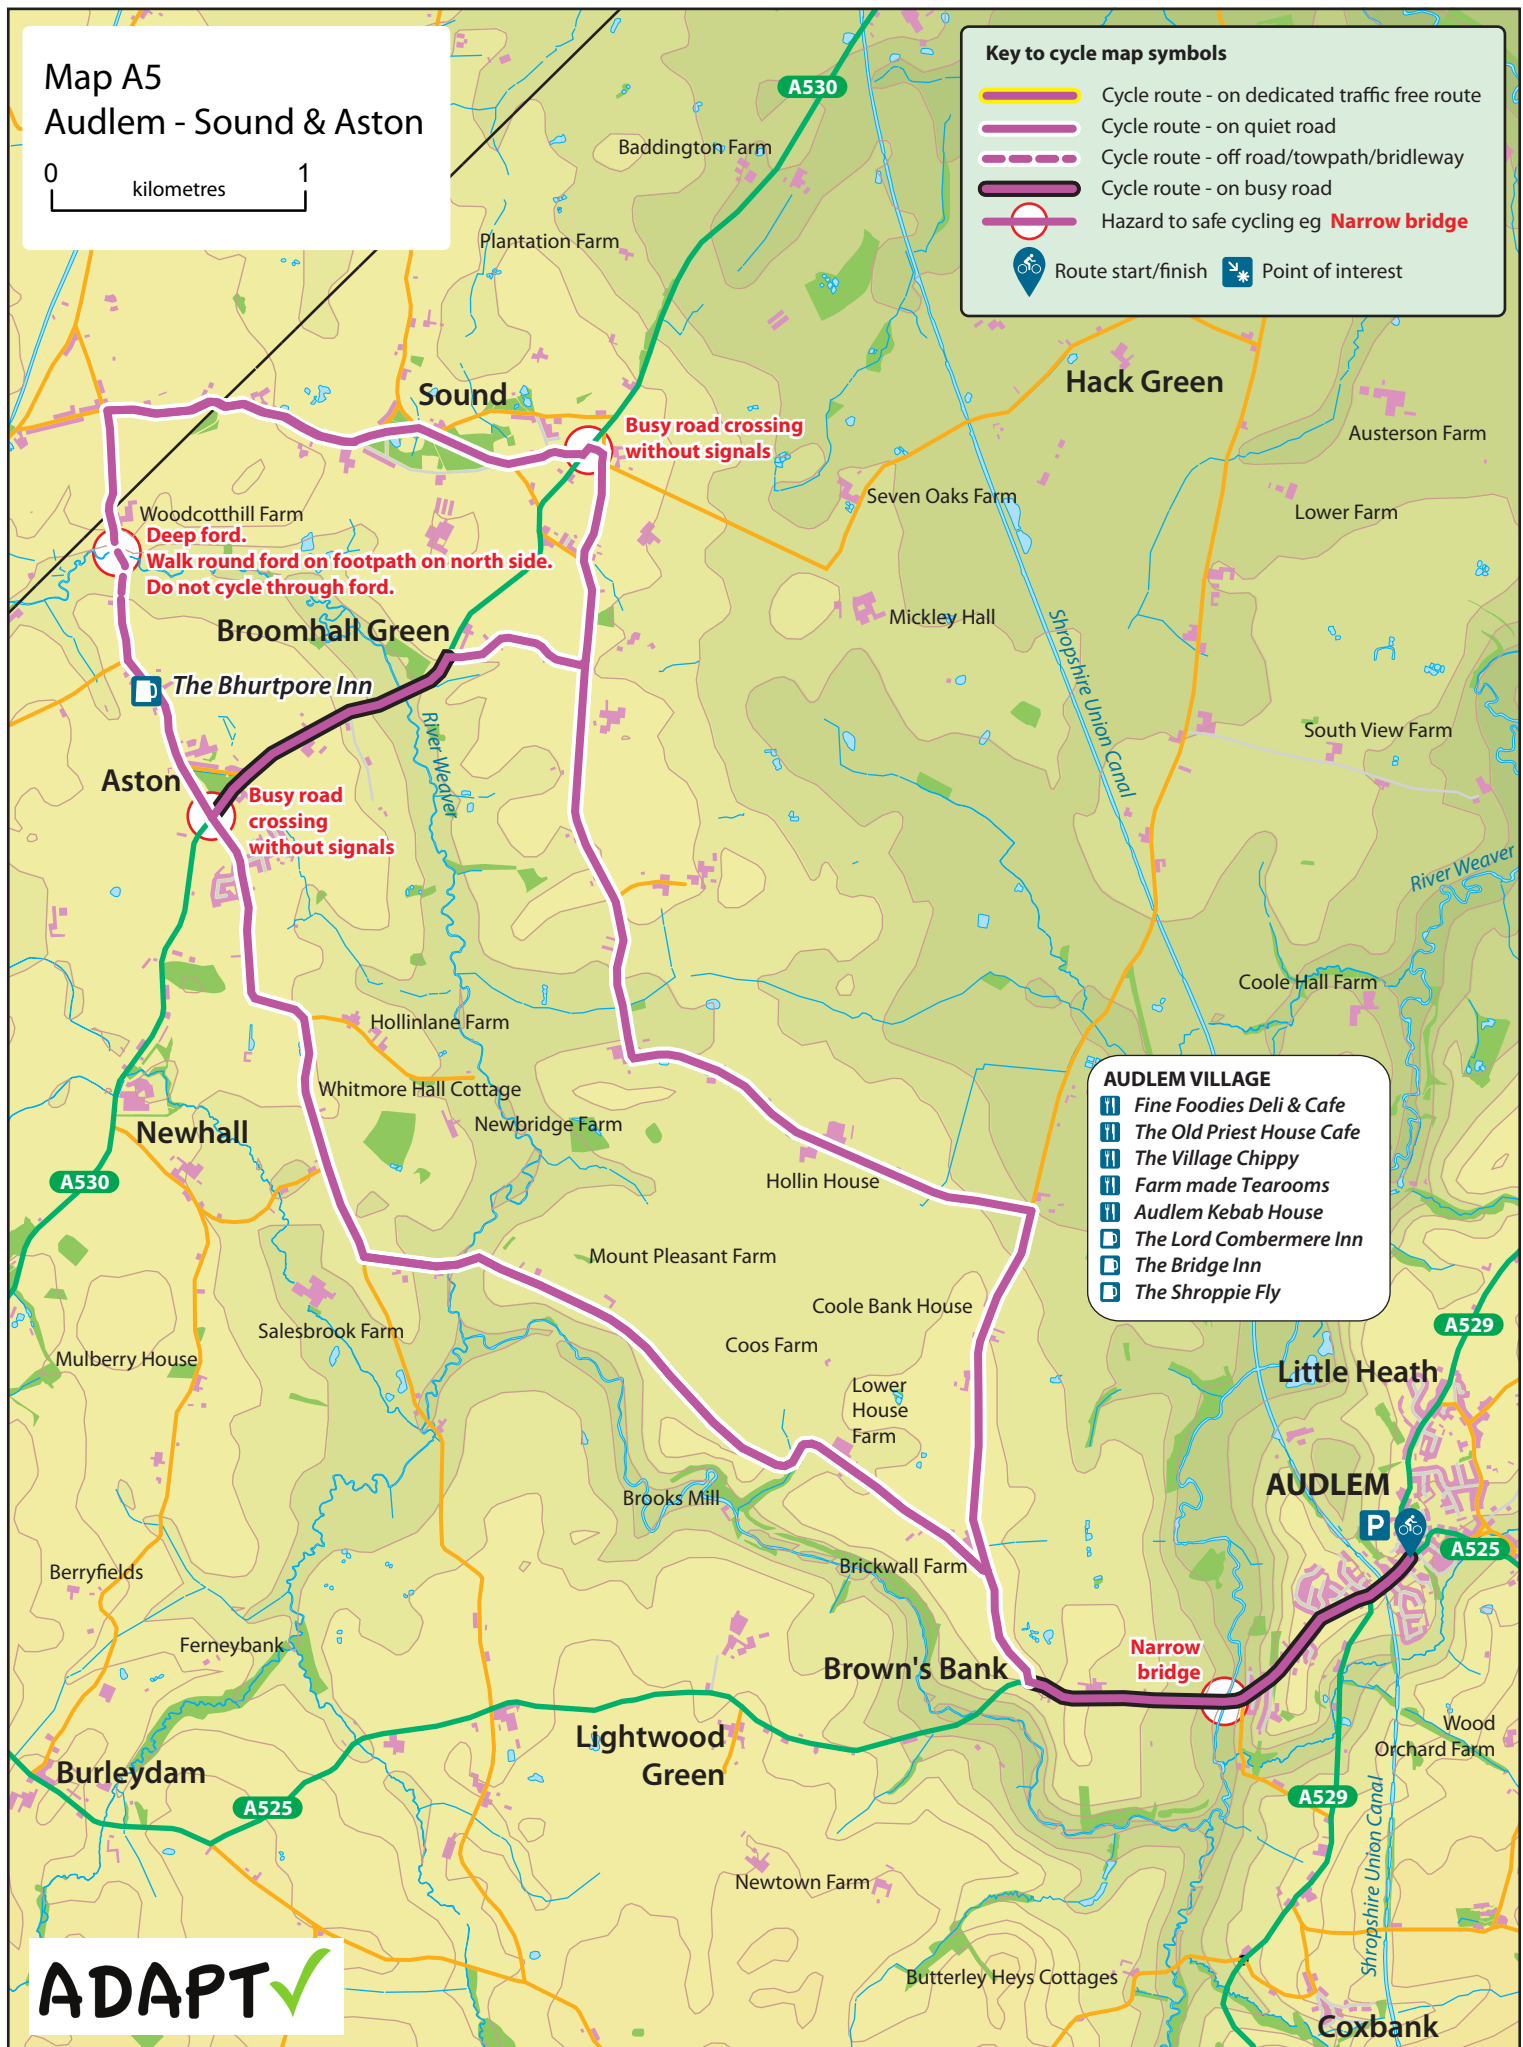 Map A5
Audlem - Sound & Aston
0
1
kilometres
Key to cycle map symbols
Cycle route - on dedicated traffic free route
Cycle route - on quiet road
Cycle route - off road/towpath/bridleway
Cycle route - on busy road
Hazard to safe cycling eg Narrow bridge
Route start/finish
Point of interest
A530
Baddington Farm
Plantation Farm
Sound
Hack Green
Busy road crossing
without signals
Austerson Farm
Seven Oaks Farm
Lower Farm
Woodcotthill Farm
Deep ford.
Walk round ford on footpath on north side.
Do not cycle through ford.
Broomhall Green
Mickley Hall
Shropshire Union Canal
The Bhurtpore Inn
River Weaver
South View Farm
Aston
Busy road
crossing
without signals
River Weaver
Coole Hall Farm
Hollinlane Farm
Whitmore Hall Cottage
Newbridge Farm
Newhall
A530
Hollin House
AUDLEM VILLAGE
Fine Foodies Deli & Cafe
The Old Priest House Cafe
The Village Chippy
Farm made Tearooms
Audlem Kebab House
The Lord Combermere Inn
The Bridge Inn
The Shroppie Fly
Mount Pleasant Farm
Coole Bank House
Salesbrook Farm
Mulberry House
Coos Farm
A529
Little Heath
Lower
House
Farm
AUDLEM
P
Brooks Mill
A525
Brickwall Farm
Berryfields
Ferneybank
Narrow
bridge
Brown's Bank
Lightwood
Green
Wood
Orchard Farm
Burleydam
A525
A529
Shropshire Union Canal
Newtown Farm
Butterley Heys Cottages
Coxbank
ADAPT